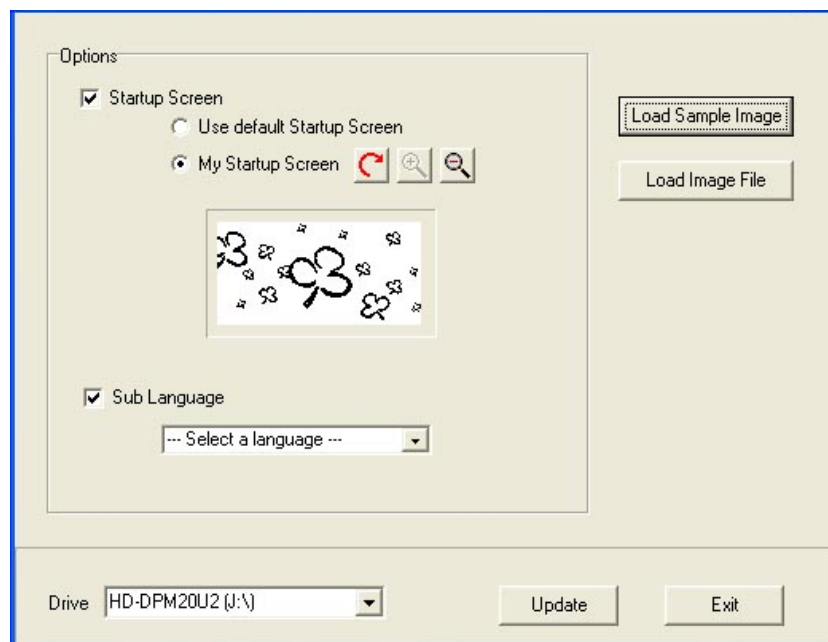 Options
Startup Screen
Use default Startup Screen
My Startup Screen
Load Sample Image
Load Image File
Sub Language
--- Select a language ---
Drive
HD-DPM20U2 (J:\)
Update
Exit